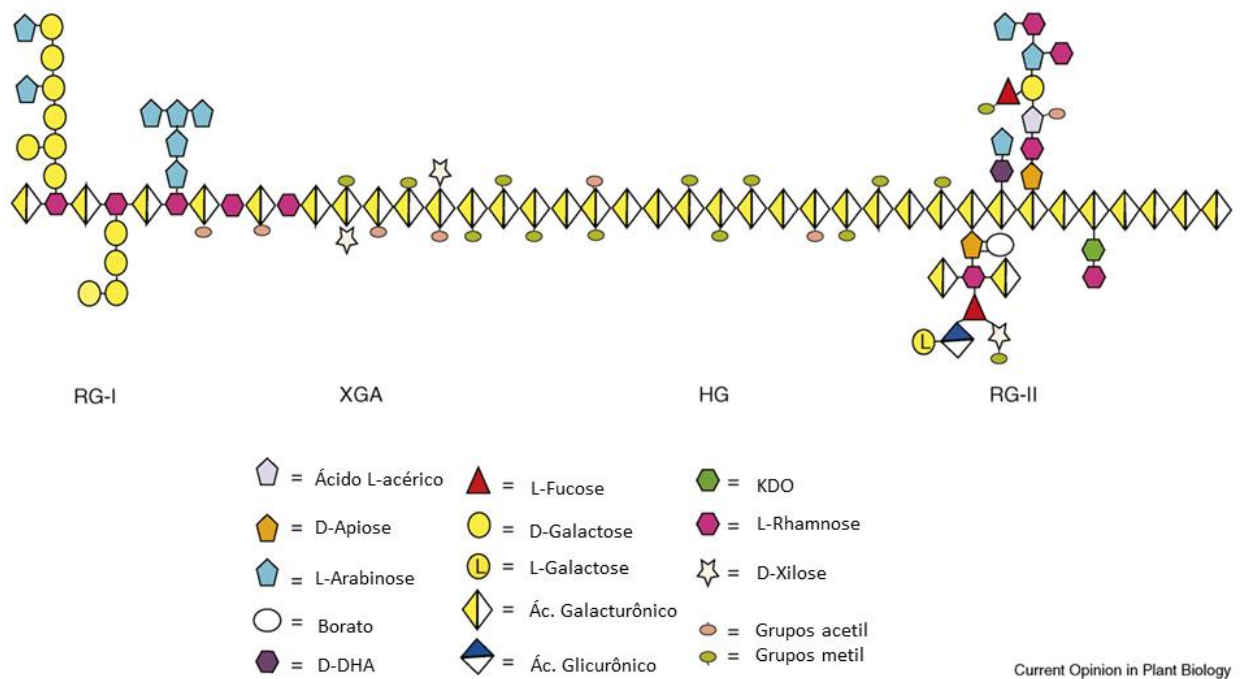 RG-I
XGA
HG
RG-II
= Ácido L-acérico
= D-Apiose
= L-Arabinose
= Borato
= D-DHA
= L-Fucose
= D-Galactose
L = L-Galactose
= Ác. Galacturônico
= Ác. Glicurônico
= KDO
= L-Rhamnose
= D-Xilose
= Grupos acetil
= Grupos metil
L
Current Opinion in Plant Biology